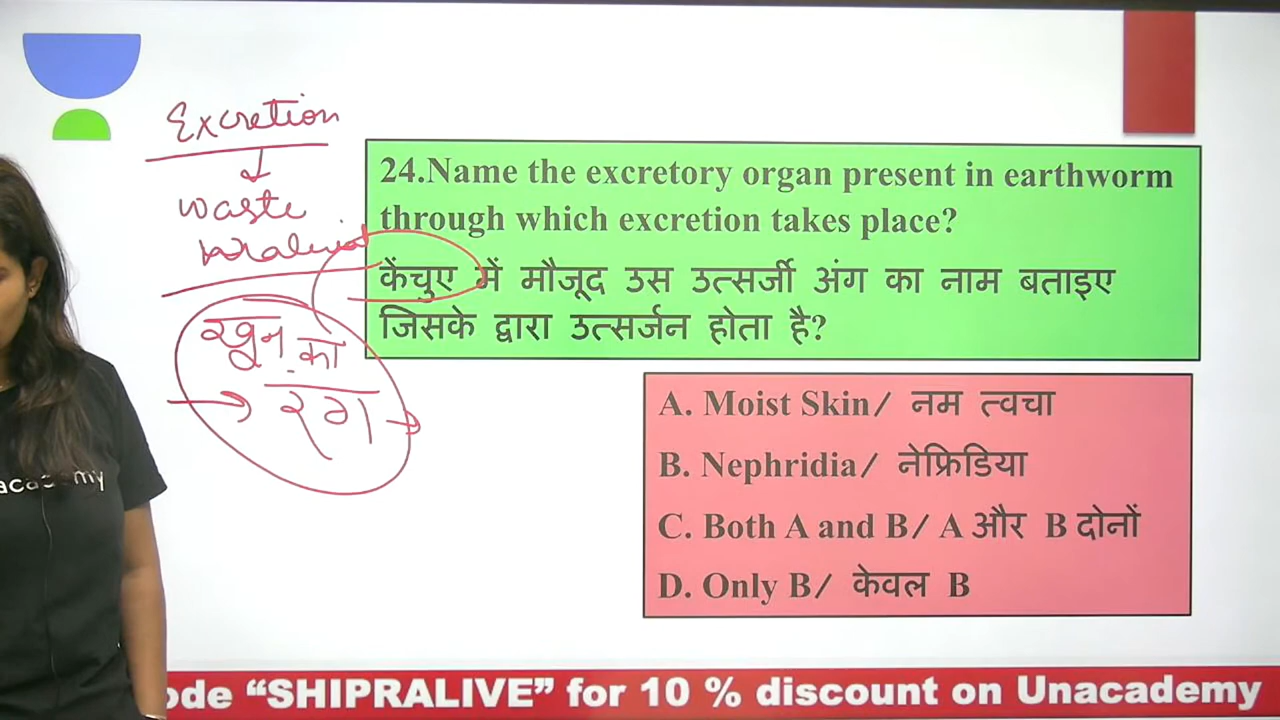 Excretion
waste
24.Name the excretory organ present in earthworm
through which excretion takes place?
केंचुए में मौजूद उस उत्सर्जी अंग का नाम बताइए
जिसके द्वारा उत्सर्जन होता है?
खून का
रंग
A. Moist Skin/ नम त्वचा
B. Nephridia/ नेफ्रिडिया
C. Both A and B/ A और B दोनों
D. Only B/ केवल B
academy
ode “SHIPRALIVE” for 10 % discount on Unacademy